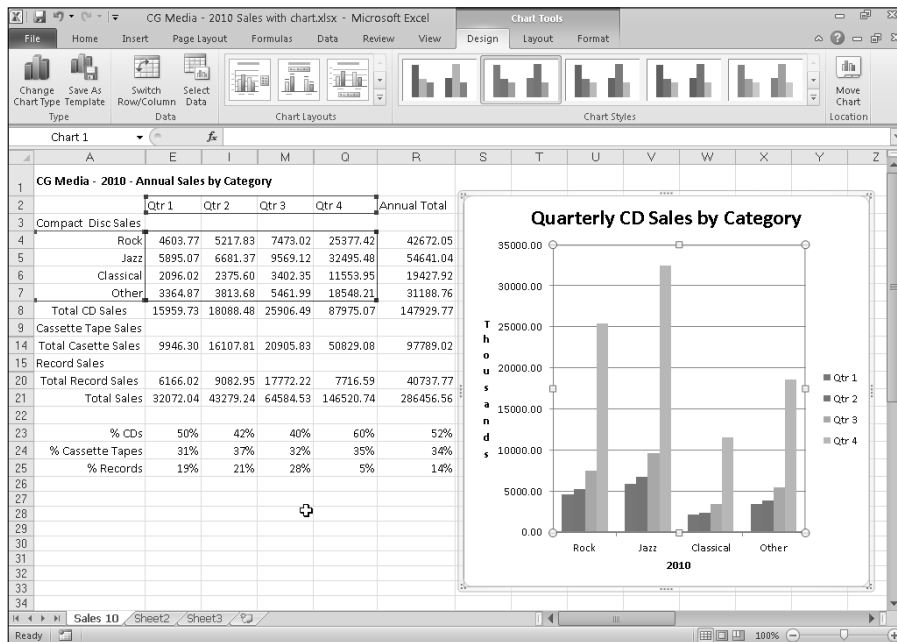 CG Media - 2010 Sales with chart.xlsx - Microsoft Excel
Chart Tools
File Home Insert Page Layout Formulas Data Review View Design Layout Format
Change Chart Type
Save As Template
Switch Row/Column
Select Data
Move Chart
Type Data Chart Layouts Chart Styles Location
Chart 1 fx
A E I M Q R S T U V W X Y Z
1 CG Media - 2010 - Annual Sales by Category
2 Qtr 1 Qtr 2 Qtr 3 Qtr 4 Annual Total
3 Compact Disc Sales
4 Rock 4603.77 5217.83 7473.02 25377.42 42672.05
5 Jazz 5895.07 6681.37 9569.12 32495.48 54641.04
6 Classical 2096.02 2375.60 3402.35 11553.95 19427.92
7 Other 3364.87 3813.68 5461.99 18548.21 31188.76
8 Total CD Sales 15959.73 18088.48 25906.49 87975.07 147929.77
9 Cassette Tape Sales
14 Total Casette Sales 9946.30 16107.81 20905.83 50829.08 97789.02
15 Record Sales
20 Total Record Sales 6166.02 9082.95 17772.22 7716.59 40737.77
21 Total Sales 32072.04 43279.24 64584.53 146520.74 286456.56
22
23 % CDs 50% 42% 40% 60% 52%
24 % Cassette Tapes 31% 37% 32% 35% 34%
25 % Records 19% 21% 28% 5% 14%
26
27
28
29
30
31
32
33
34
Quarterly CD Sales by Category
35000.00
30000.00
25000.00
20000.00
15000.00
10000.00
5000.00
0.00
Thousands
Rock Jazz Classical Other
2010
Qtr 1
Qtr 2
Qtr 3
Qtr 4
Sales 10 Sheet2 Sheet3
Ready 100%